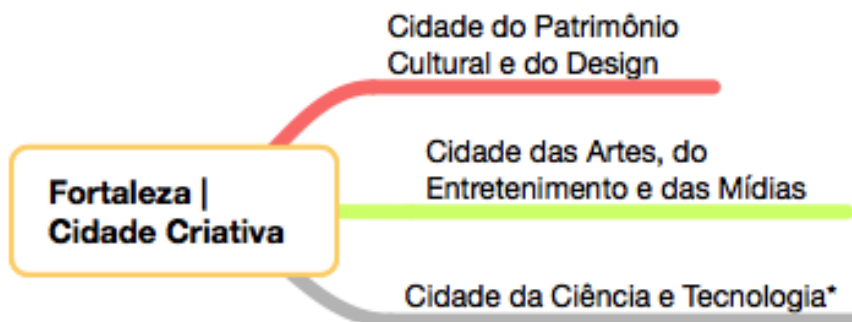 Cidade do Patrimônio
Cultural e do Design
Cidade das Artes, do
Entretenimento e das Mídias
Fortaleza |
Cidade Criativa
Cidade da Ciência e Tecnologia*